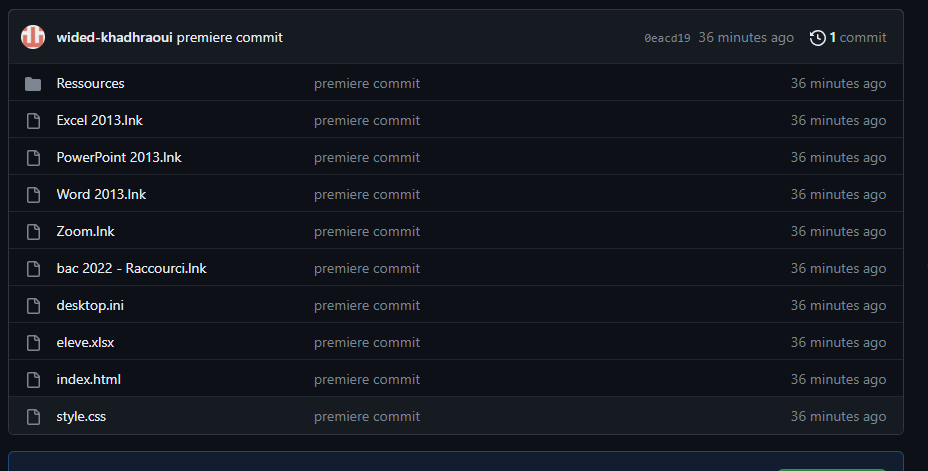 wided-khadhraoui premiere commit 0eacd19 36 minutes ago 1 commit
Ressources premiere commit 36 minutes ago
Excel 2013.lnk premiere commit 36 minutes ago
PowerPoint 2013.lnk premiere commit 36 minutes ago
Word 2013.lnk premiere commit 36 minutes ago
Zoom.lnk premiere commit 36 minutes ago
bac 2022 - Raccourci.lnk premiere commit 36 minutes ago
desktop.ini premiere commit 36 minutes ago
eleve.xlsx premiere commit 36 minutes ago
index.html premiere commit 36 minutes ago
style.css premiere commit 36 minutes ago